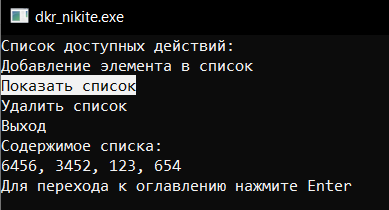 dkr_nikite.exe
Список доступных действий:
Добавление элемента в список
Показать список
Удалить список
Выход
Содержимое списка:
6456, 3452, 123, 654
Для перехода к оглавлению нажмите Enter